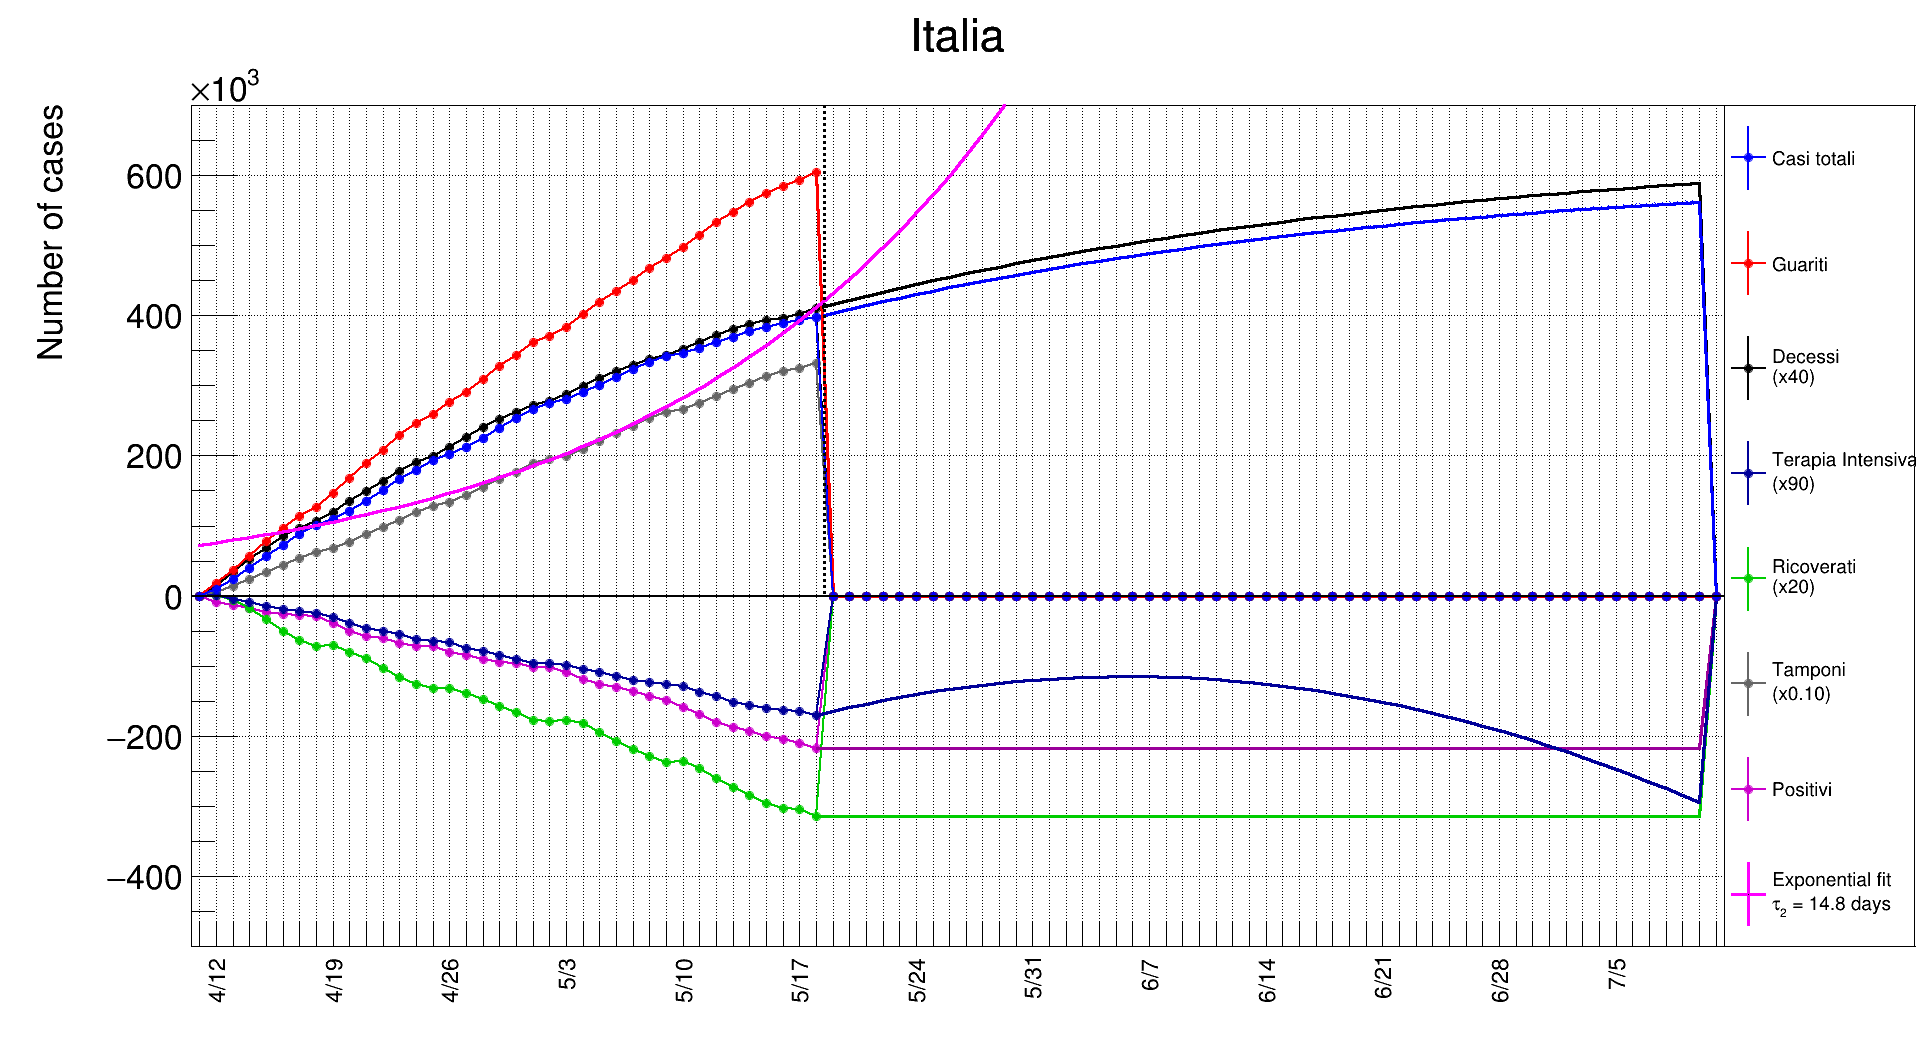 Italia
×10³
Number of cases
600
400
200
0
−200
−400
4/12
4/19
4/26
5/3
5/10
5/17
5/24
5/31
6/7
6/14
6/21
6/28
7/5
Casi totali
Guariti
Decessi
(x40)
Terapia Intensiva
(x90)
Ricoverati
(x20)
Tamponi
(x0.10)
Positivi
Exponential fit
τ₂ = 14.8 days